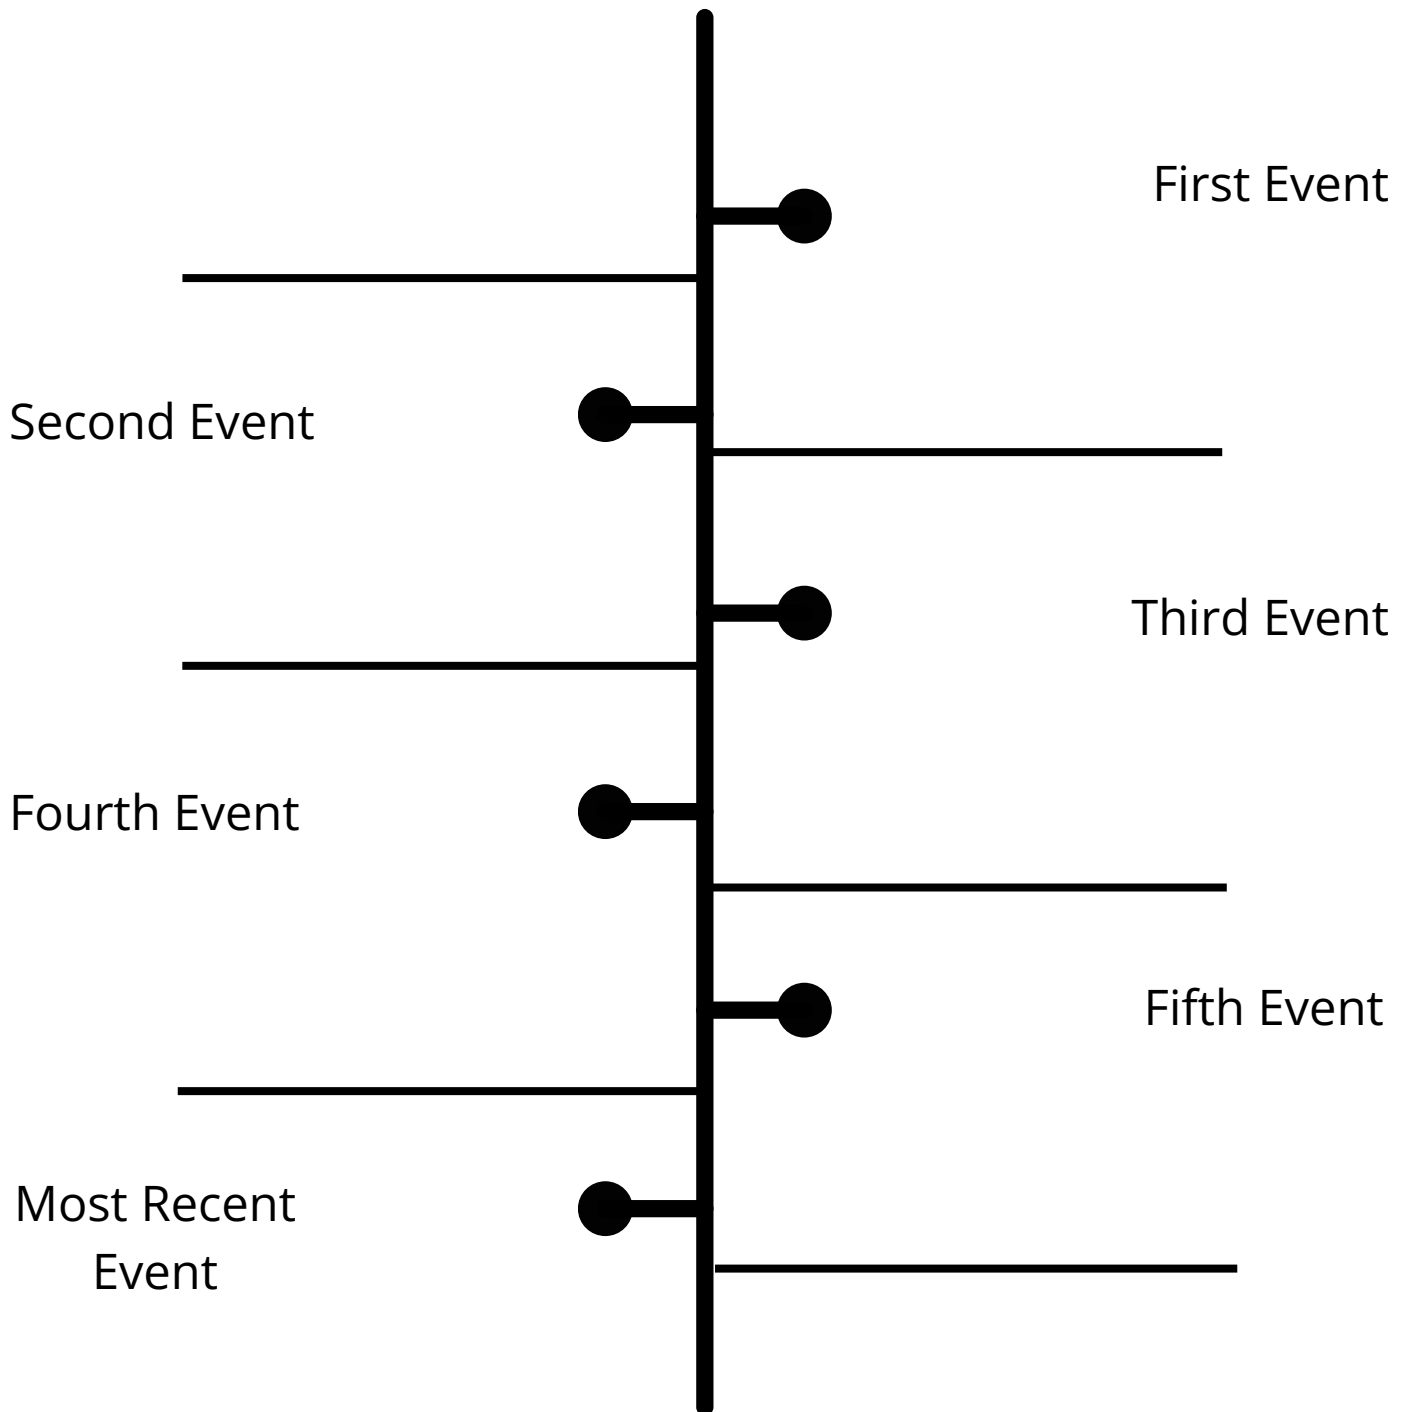 First Event
Second Event
Third Event
Fourth Event
Fifth Event
Most Recent
Event